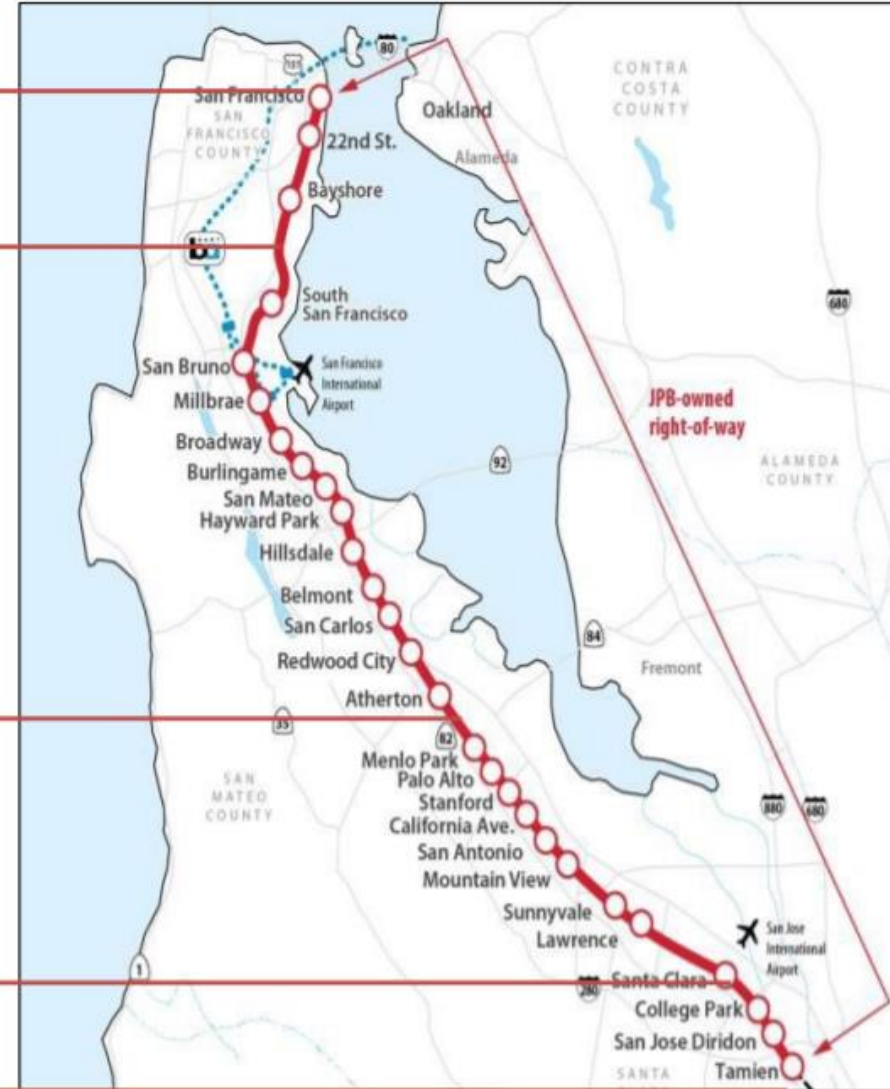 80
101
San Francisco
SAN
FRANCISCO
COUNTY
22nd St.
Bayshore
Oakland
Alameda
CONTRA
COSTA
COUNTY
680
South
San Francisco
San Bruno
San Francisco
International
Airport
Millbrae
Broadway
Burlingame
San Mateo
Hayward Park
Hillsdale
Belmont
San Carlos
Redwood City
Atherton
JPB-owned
right-of-way
92
ALAMEDA
COUNTY
84
Fremont
35
82
SAN
MATEO
COUNTY
Menlo Park
Palo Alto
Stanford
California Ave.
San Antonio
Mountain View
880
680
Sunnyvale
Lawrence
San Jose
International
Airport
1
280
Santa Clara
College Park
San Jose Diridon
Tamien
SANTA